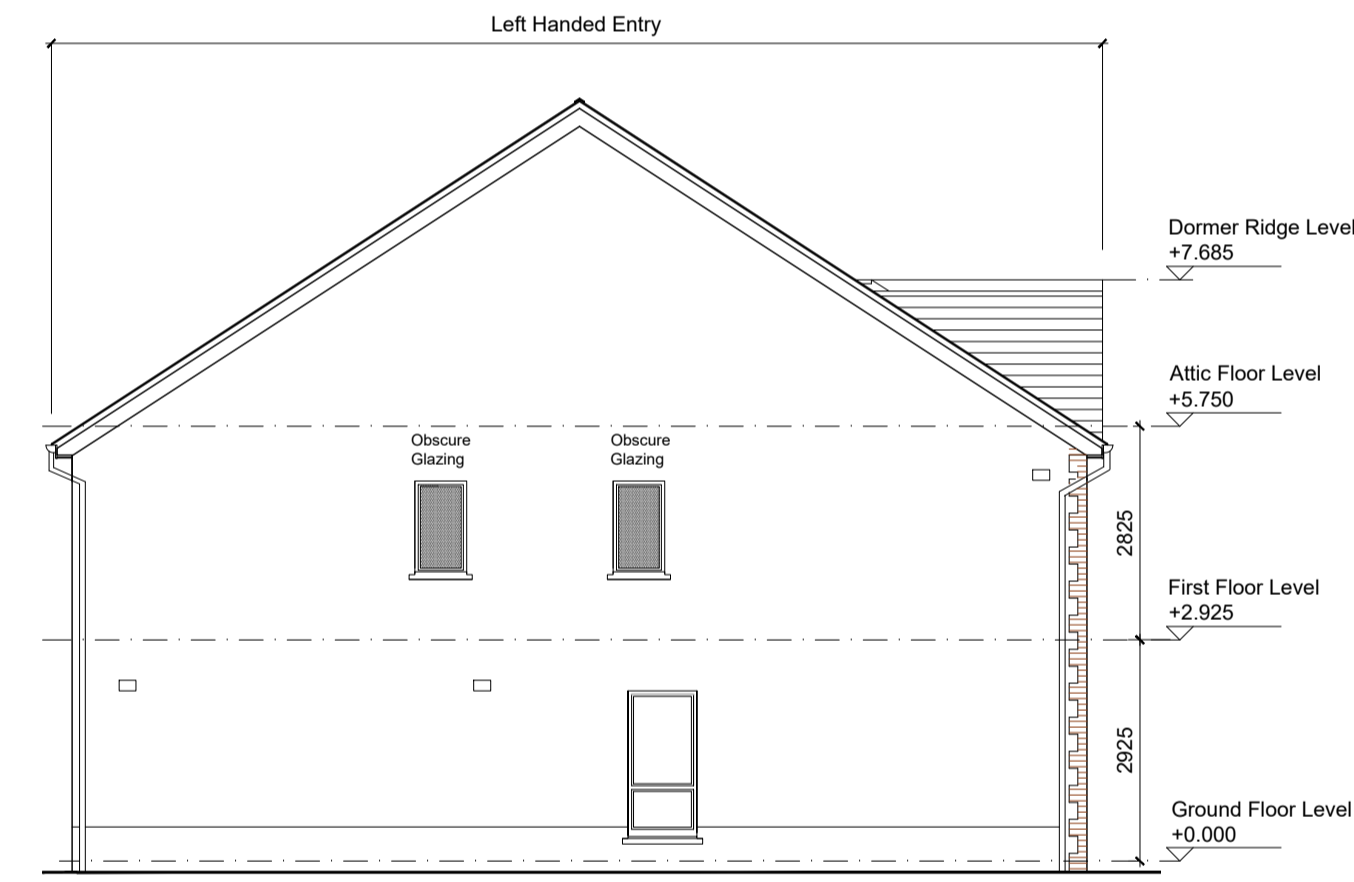 Left Handed Entry
Dormer Ridge Level
+7.685
Attic Floor Level
+5.750
Obscure
Glazing
Obscure
Glazing
2825
First Floor Level
+2.925
2925
Ground Floor Level
+0.000